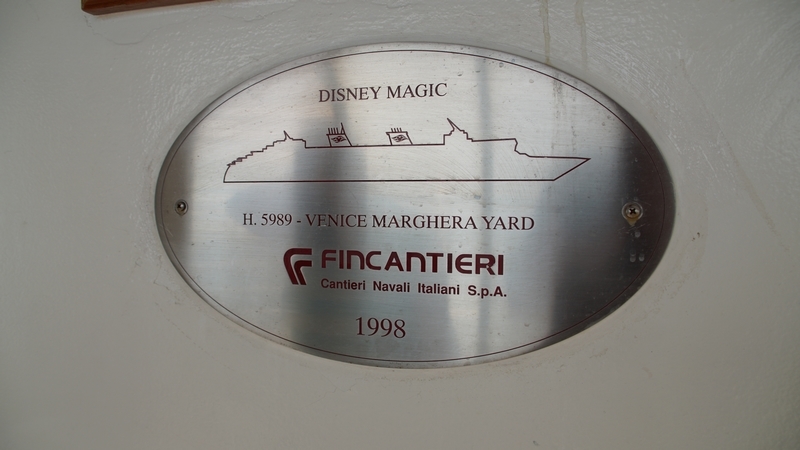 DISNEY MAGIC
H. 5989 - VENICE MARGHERA YARD
FINCANTIERI
Cantieri Navali Italiani S.p.A.
1998